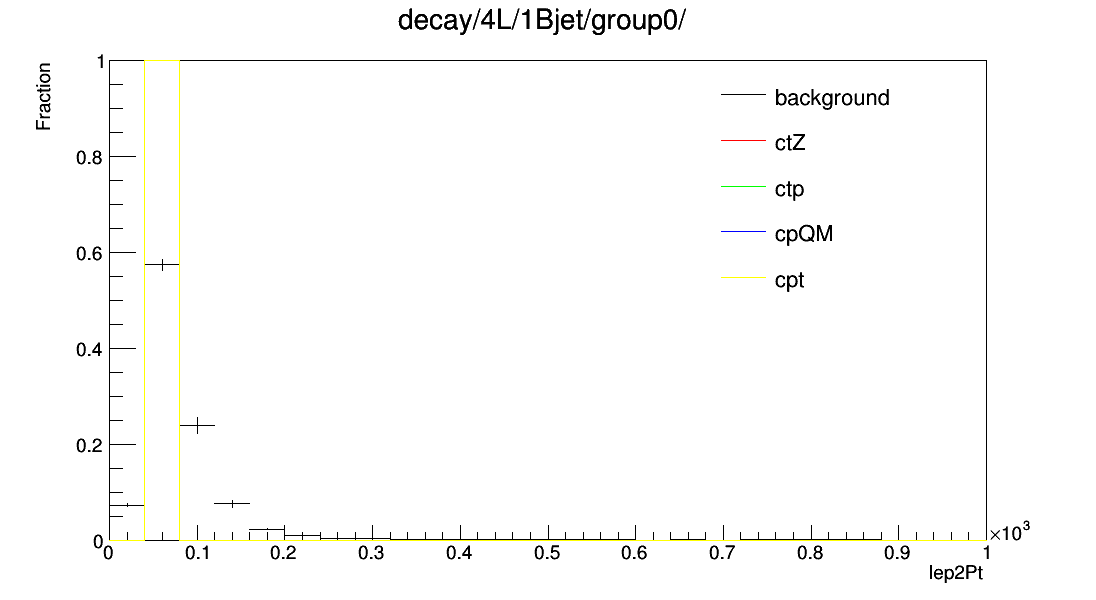 decay/4L/1Bjet/group0/
Fraction
1
0.8
0.6
0.4
0.2
0
background
ctZ
ctp
cpQM
cpt
0 0.1 0.2 0.3 0.4 0.5 0.6 0.7 0.8 0.9 1
×10³
lep2Pt